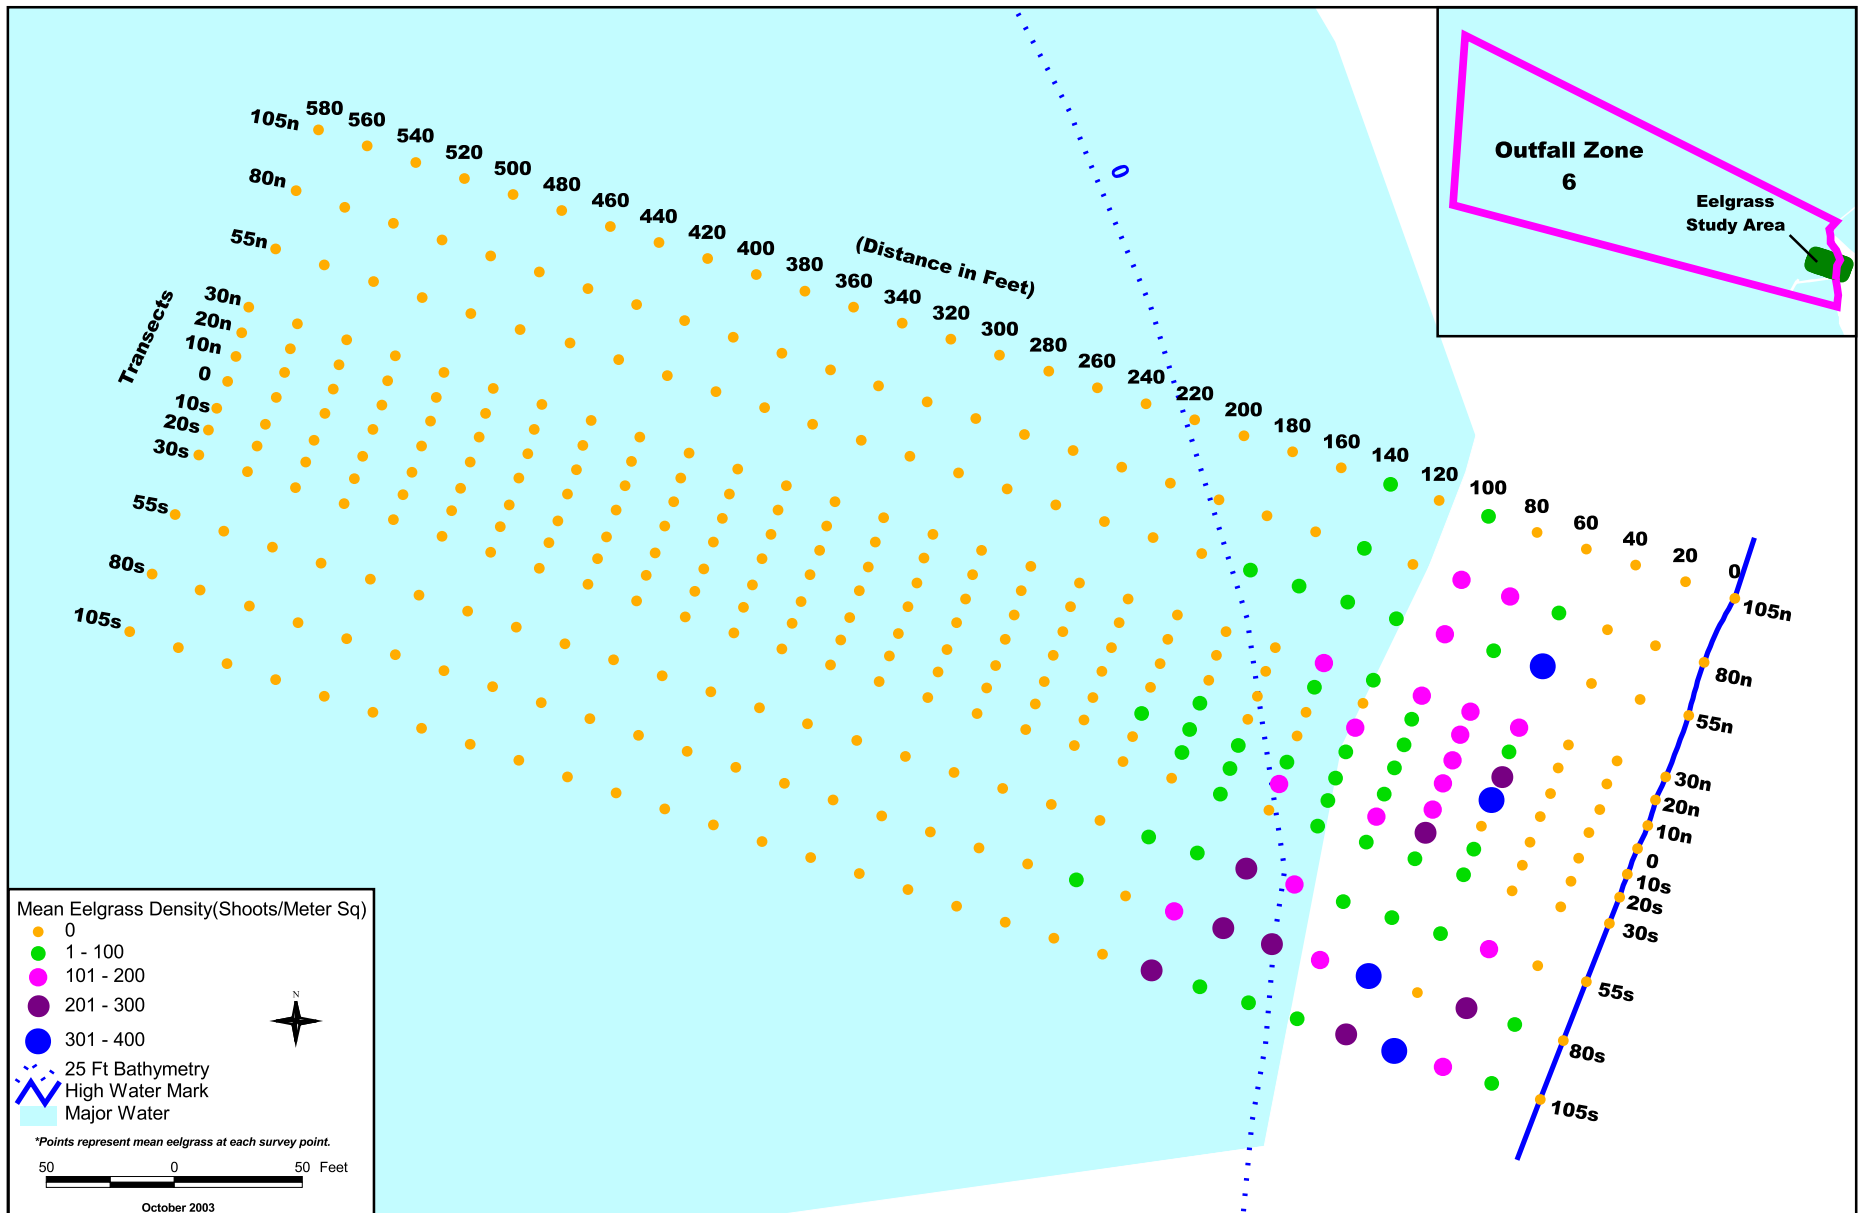 580
560
540
520
500
480
460
440
420
400
380
360
340
320
300
280
260
240
220
200
180
160
140
120
100
80
60
40
20
0
(Distance in Feet)
0
Transects
105n
80n
55n
30n
20n
10n
0
10s
20s
30s
55s
80s
105s
105n
80n
55n
30n
20n
10n
0
10s
20s
30s
55s
80s
105s
Outfall Zone
6
Eelgrass
Study Area
Mean Eelgrass Density(Shoots/Meter Sq)
0
1 - 100
101 - 200
201 - 300
301 - 400
25 Ft Bathymetry
High Water Mark
Major Water
N
*Points represent mean eelgrass at each survey point.
50 0 50 Feet
October 2003